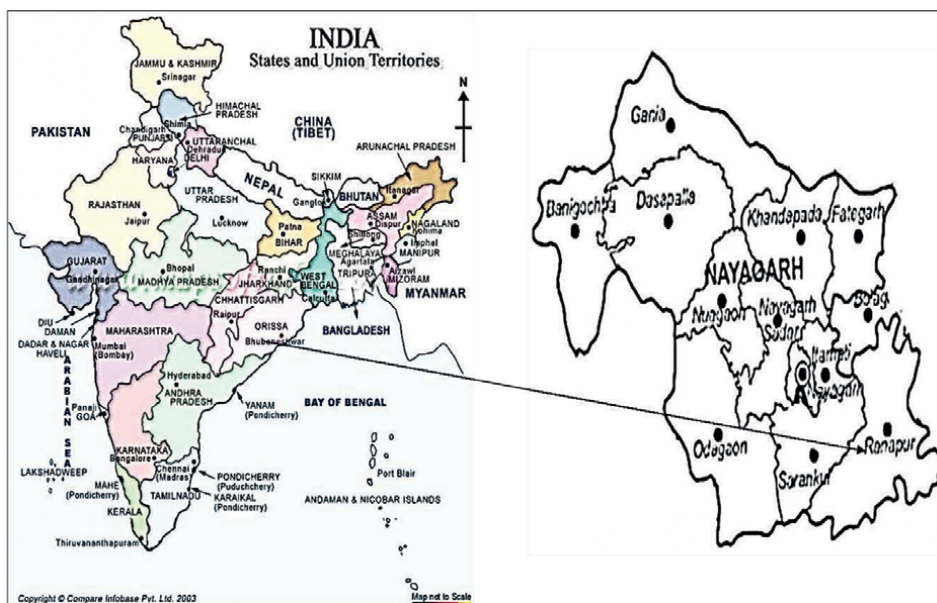 INDIA
States and Union Territories
N
JAMMU & KASHMIR
Srinagar
HIMACHAL
PRADESH
Shimla
PAKISTAN
CHINA
(TIBET)
Chandigarh
PUNJAB
UTTARANCHAL
Dehradun
HARYANA
DELHI
ARUNACHAL PRADESH
Itanagar
SIKKIM
Gangtok
NEPAL
BHUTAN
RAJASTHAN
Jaipur
UTTAR
PRADESH
Lucknow
ASSAM
Dispur
NAGALAND
Kohima
Patna
BIHAR
Shillong
MEGHALAYA
Imphal
MANIPUR
Agartala
TRIPURA
Aizawl
MIZORAM
GUJARAT
Gandhinagar
Bhopal
MADHYA PRADESH
Ranchi
JHARKHAND
WEST
BENGAL
Calcutta
MYANMAR
CHHATTISGARH
Raipur
BANGLADESH
DIU
DAMAN
DADAR & NAGAR
HAVELI
MAHARASHTRA
Mumbai
(Bombay)
ORISSA
Bhubaneshwar
ARABIAN SEA
Hyderabad
ANDHRA
PRADESH
YANAM
(Pondicherry)
BAY OF BENGAL
Panaji
GOA
KARNATAKA
Bangalore
Chennai
(Madras)
LAKSHADWEEP
MAHE
(Pondicherry)
PONDICHERRY
(Puduchchery)
KARAIKAL
(Pondicherry)
TAMILNADU
KERALA
Thiruvananthapuram
Port Blair
ANDAMAN & NICOBAR ISLANDS
Copyright © Compare Infobase Pvt. Ltd. 2003
Map not to Scale
Gania
Banigochha
Dasapalla
Khandapada
Fategarh
NAYAGARH
Nuagaon
Nayagarh
Sadar
Itamati
Nayagarh
Odagaon
Sarankul
Ranapur